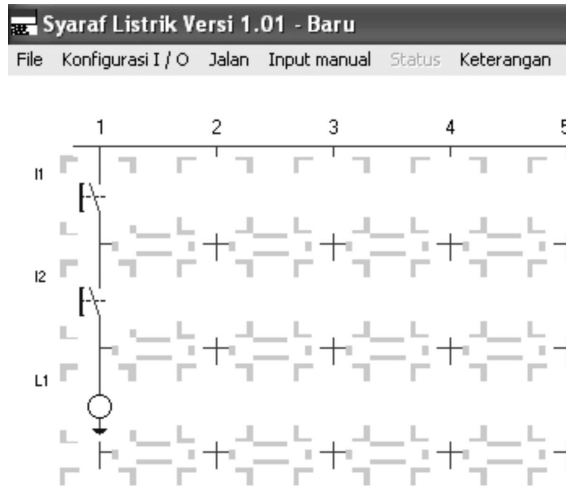 Syaraf Listrik Versi 1.01 - Baru
File Konfigurasi I / O Jalan Input manual Status Keterangan
1 2 3 4 5
I1
I2
L1